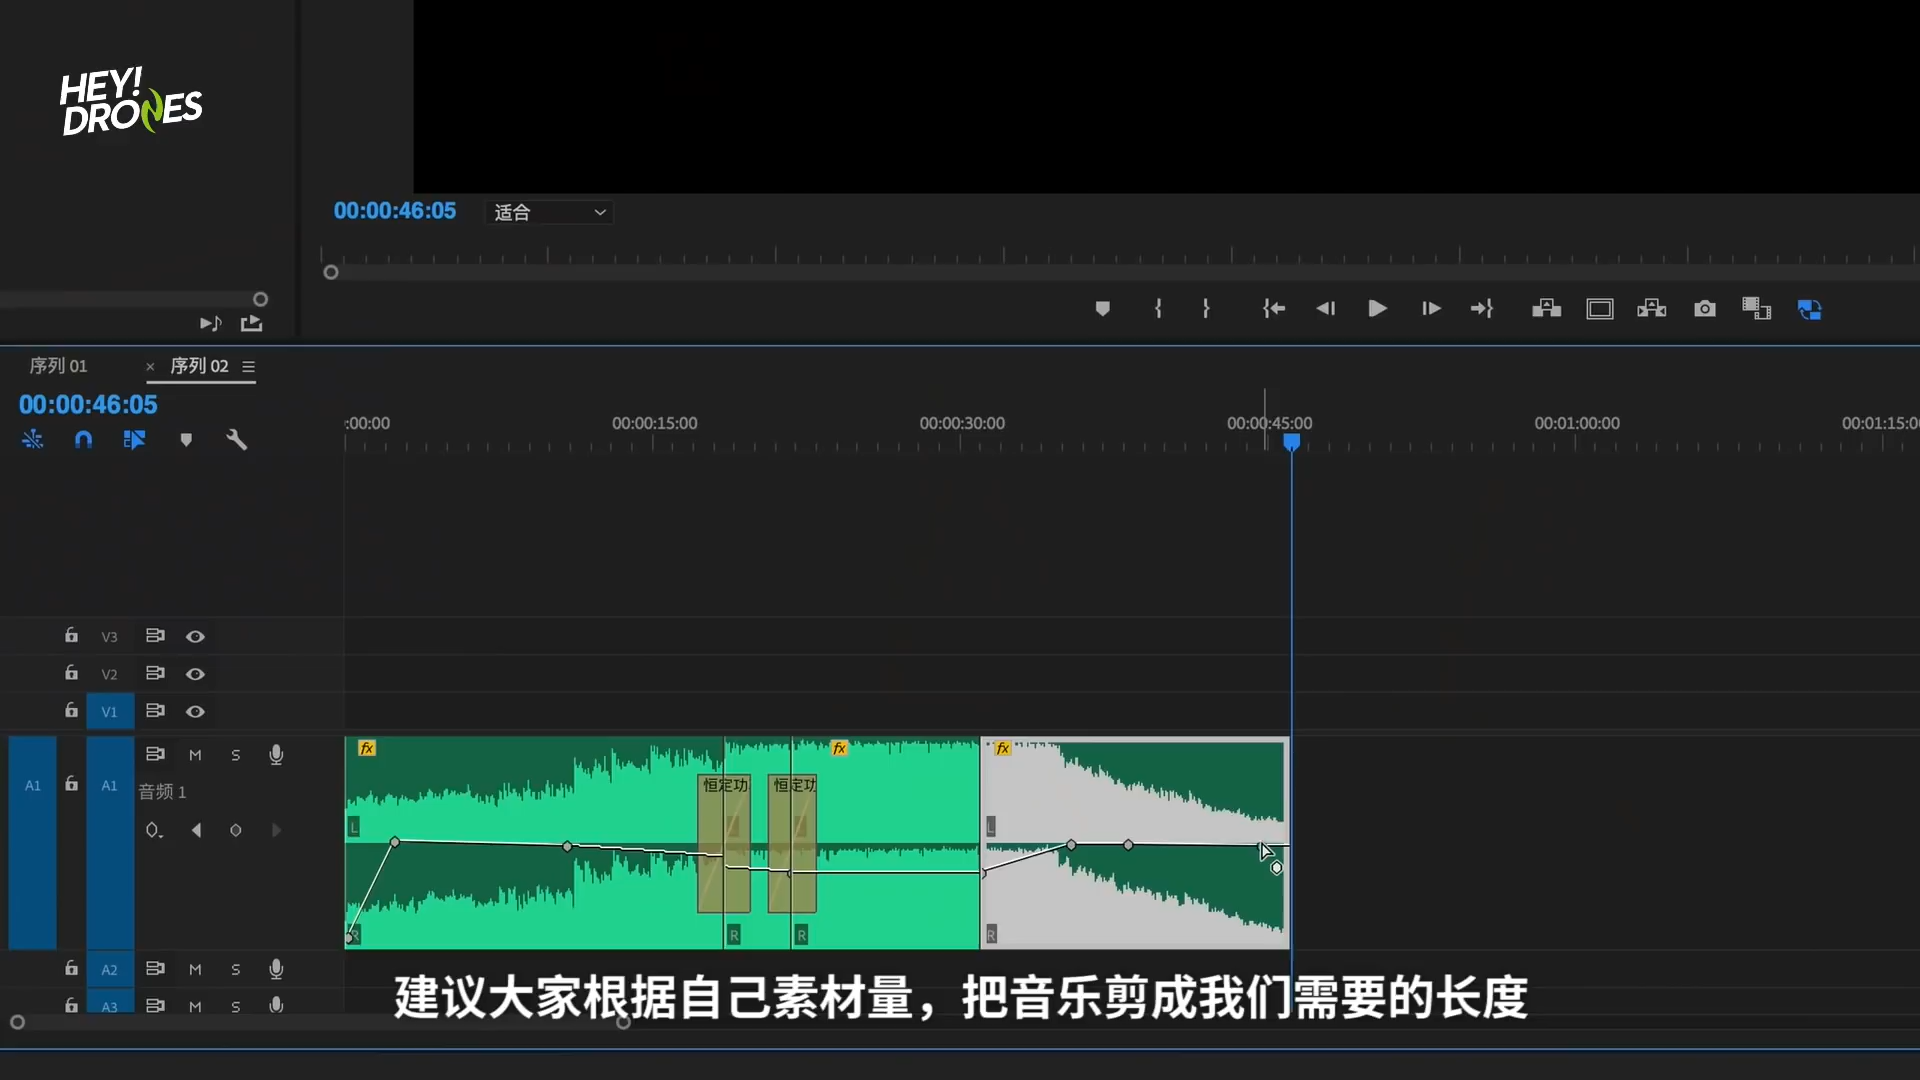 HEY!
DRONES
00:00:46:05 适合
序列 01 × 序列 02
00:00:46:05
:00:00 00:00:15:00 00:00:30:00 00:00:45:00 00:01:00:00 00:01:15:0
V3
V2
V1
fx fx fx
M S
恒定功 恒定功
A1 A1
音频 1
L L
R R R R
A2 M S
A3 M S
建议大家根据自己素材量，把音乐剪成我们需要的长度